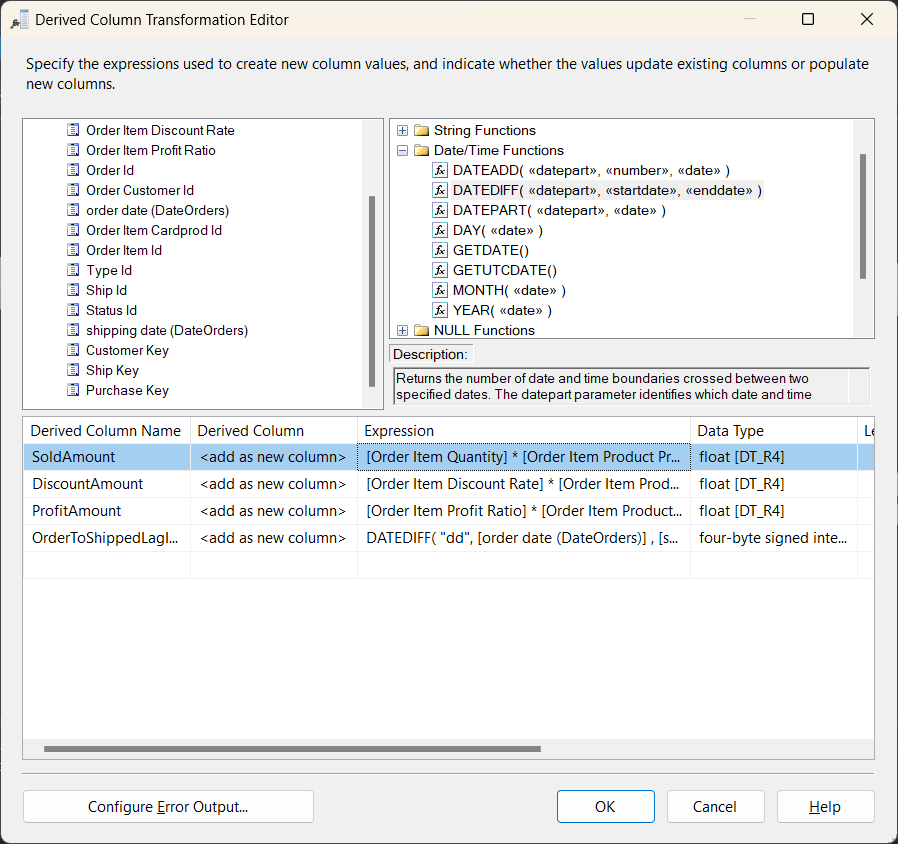 Derived Column Transformation Editor
Specify the expressions used to create new column values, and indicate whether the values update existing columns or populate
new columns.
Order Item Discount Rate
Order Item Profit Ratio
Order Id
Order Customer Id
order date (DateOrders)
Order Item Cardprod Id
Order Item Id
Type Id
Ship Id
Status Id
shipping date (DateOrders)
Customer Key
Ship Key
Purchase Key
String Functions
Date/Time Functions
DATEADD( «datepart», «number», «date» )
DATEDIFF( «datepart», «startdate», «enddate» )
DATEPART( «datepart», «date» )
DAY( «date» )
GETDATE()
GETUTCDATE()
MONTH( «date» )
YEAR( «date» )
NULL Functions
Description:
Returns the number of date and time boundaries crossed between two
specified dates. The datepart parameter identifies which date and time
Derived Column Name Derived Column Expression Data Type Le
SoldAmount <add as new column> [Order Item Quantity] * [Order Item Product Pr... float [DT_R4]
DiscountAmount <add as new column> [Order Item Discount Rate] * [Order Item Prod... float [DT_R4]
ProfitAmount <add as new column> [Order Item Profit Ratio] * [Order Item Product... float [DT_R4]
OrderToShippedLagI... <add as new column> DATEDIFF( "dd", [order date (DateOrders)] , [s... four-byte signed inte...
Configure Error Output... OK Cancel Help